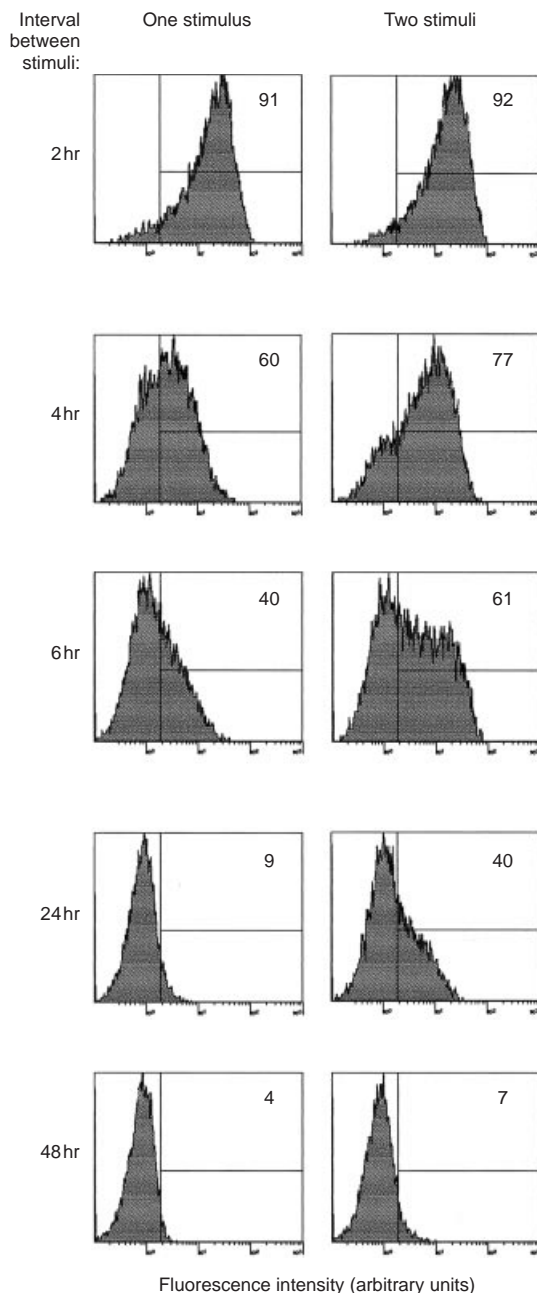 Interval
between
stimuli:
One stimulus
Two stimuli
2 hr
91
92
4 hr
60
77
6 hr
40
61
24 hr
9
40
48 hr
4
7
Fluorescence intensity (arbitrary units)